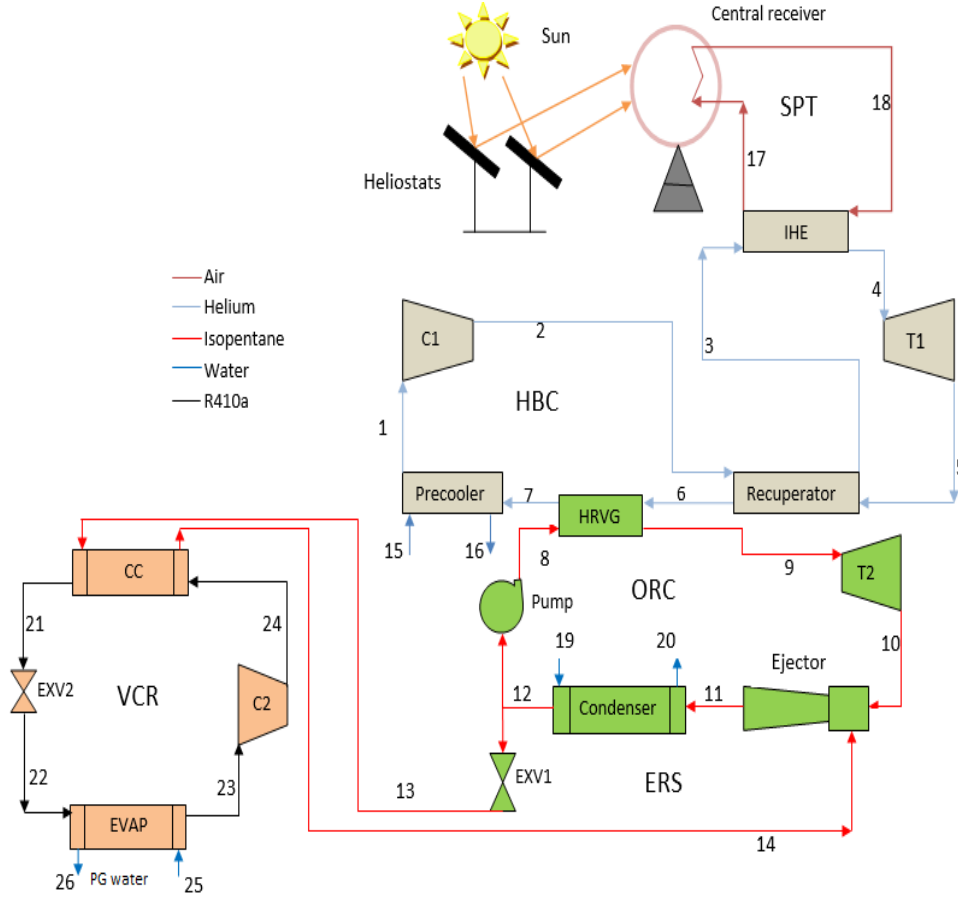 Central receiver
Sun
SPT
18
17
Heliostats
IHE
Air
Helium
Isopentane
Water
R410a
4
C1
2
3
T1
HBC
1
5
Precooler
7
6
Recuperator
HRVG
15
16
8
9
CC
T2
Pump
ORC
21
24
19
20
10
EXV2
Ejector
VCR
C2
12
Condenser
11
22
23
13
EXV1
ERS
EVAP
14
26
PG water
25